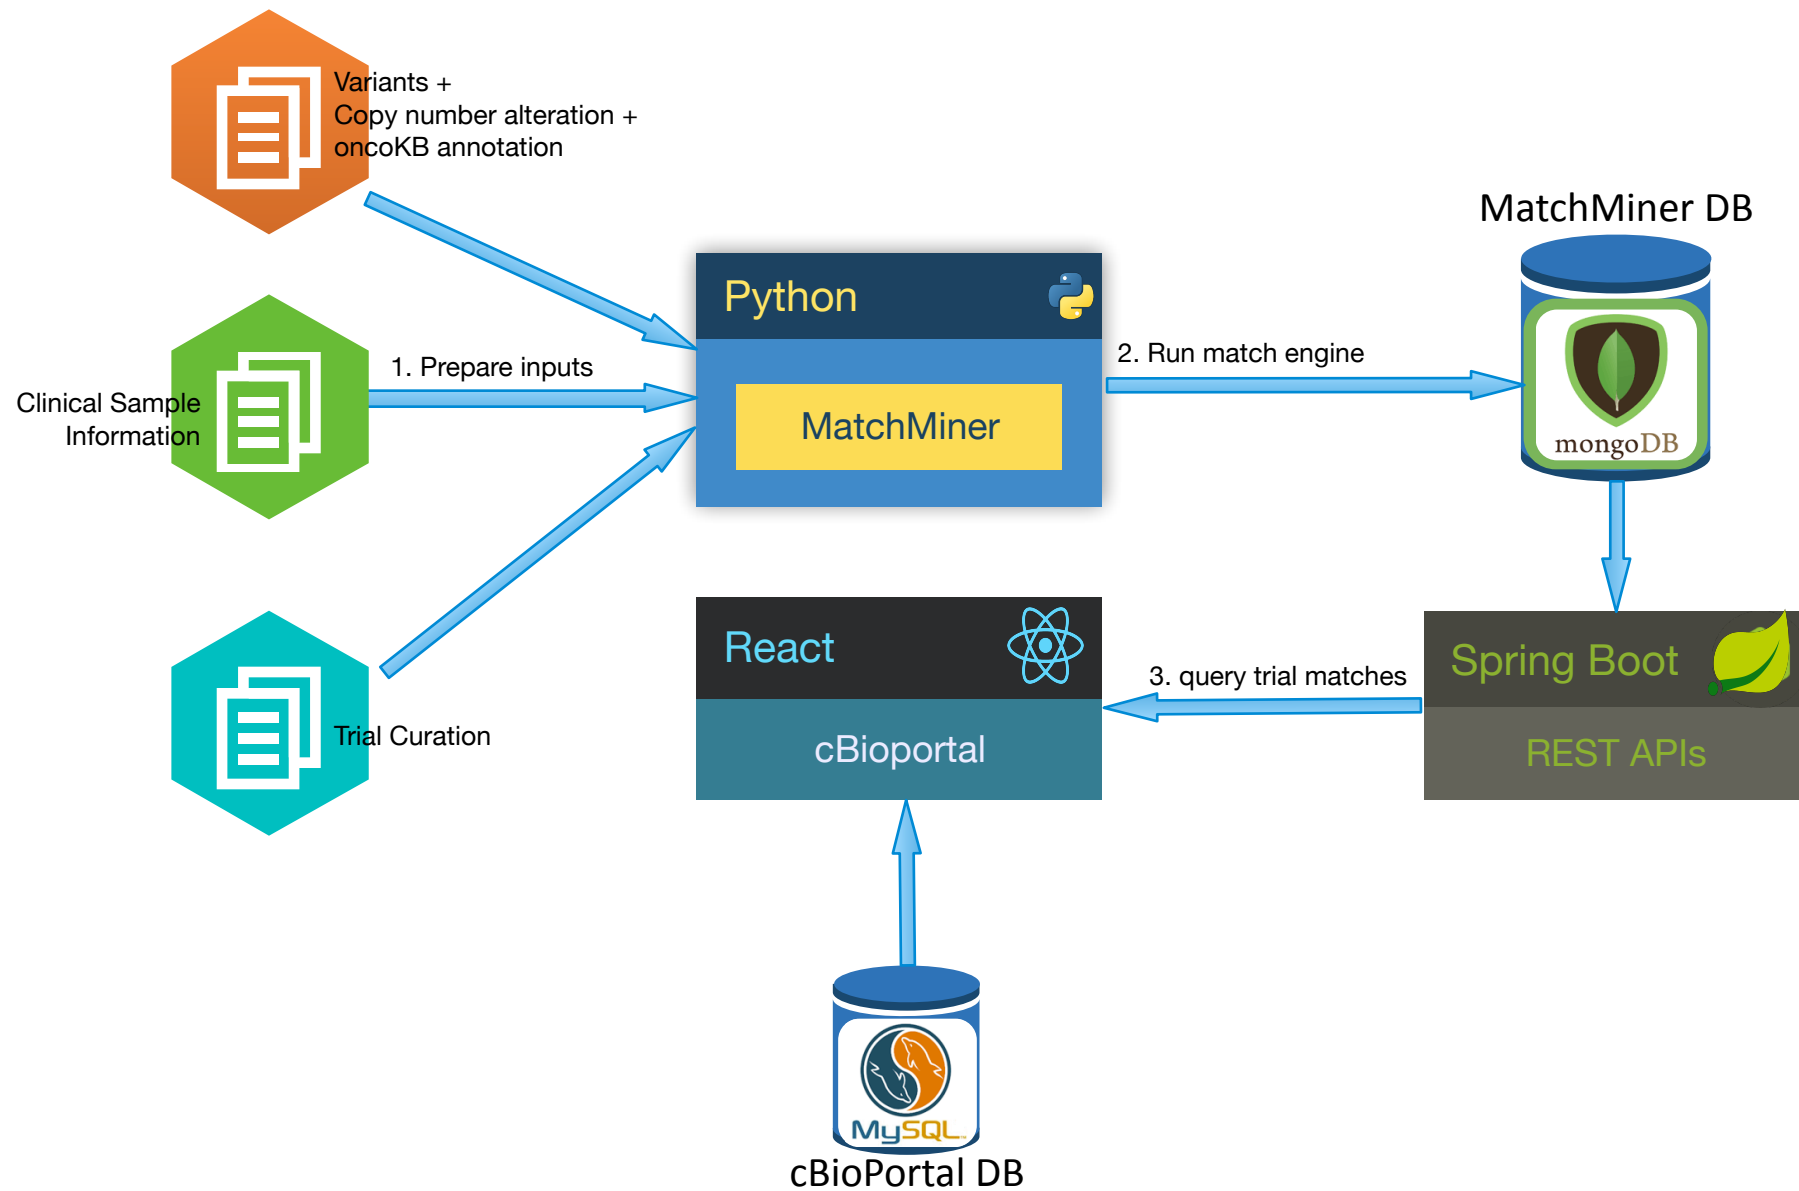 Variants +
Copy number alteration +
oncoKB annotation
MatchMiner DB
Python
1. Prepare inputs
2. Run match engine
Clinical Sample
Information
MatchMiner
mongoDB
React
Spring Boot
3. query trial matches
Trial Curation
cBioportal
REST APIs
MySQL
cBioPortal DB